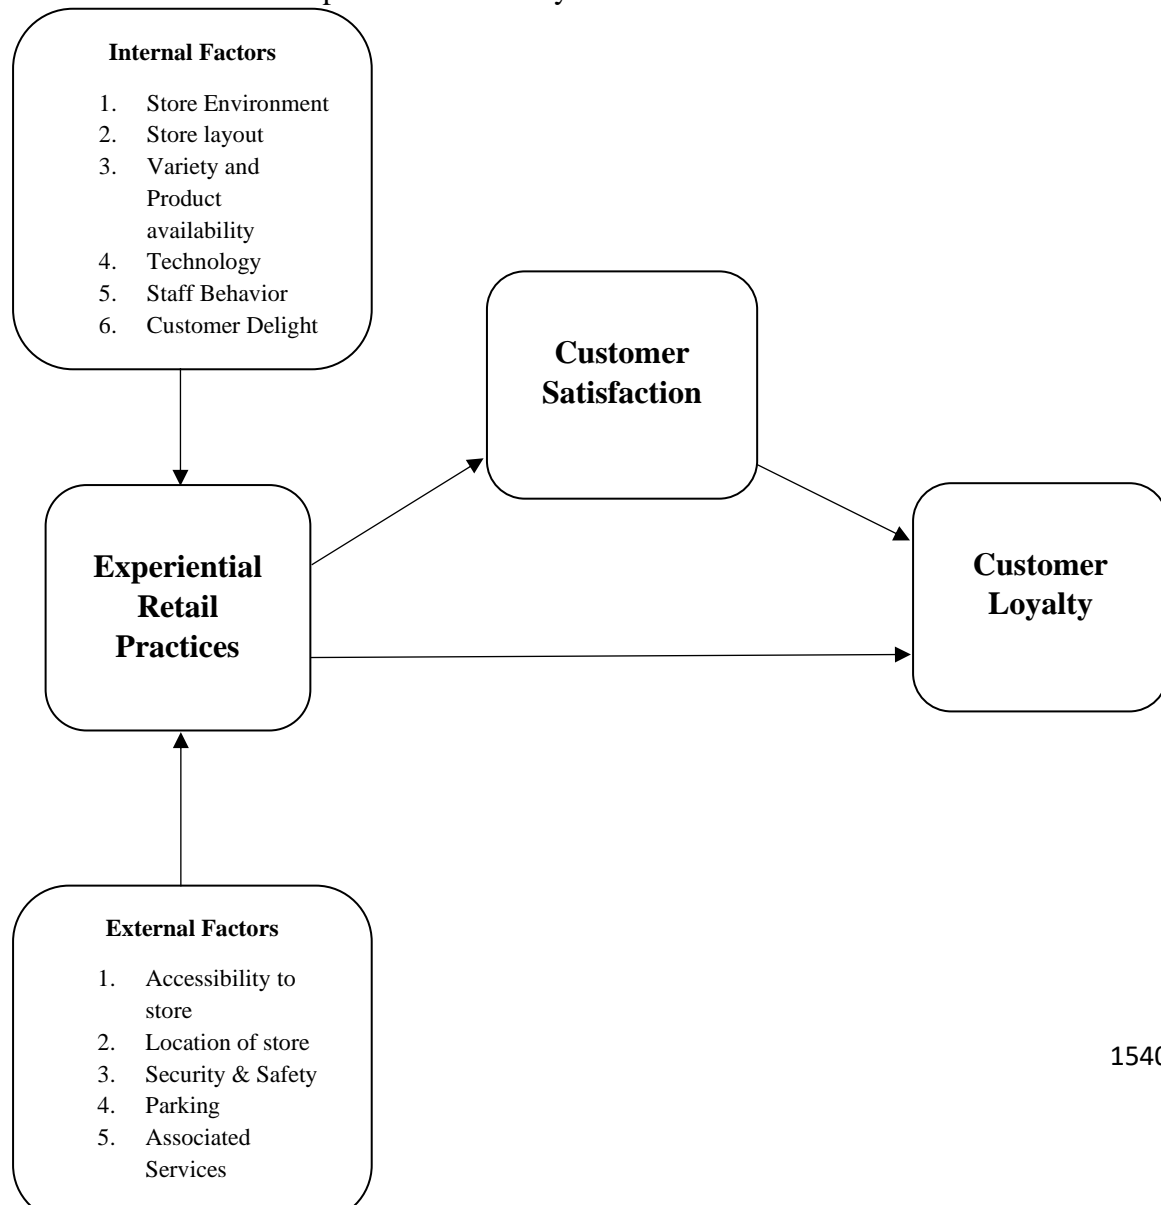 Internal Factors
1. Store Environment
2. Store layout
3. Variety and
Product
availability
4. Technology
5. Staff Behavior
6. Customer Delight
Customer
Satisfaction
Experiential
Retail
Practices
Customer
Loyalty
External Factors
1. Accessibility to
store
2. Location of store
3. Security & Safety
4. Parking
5. Associated
Services
1540